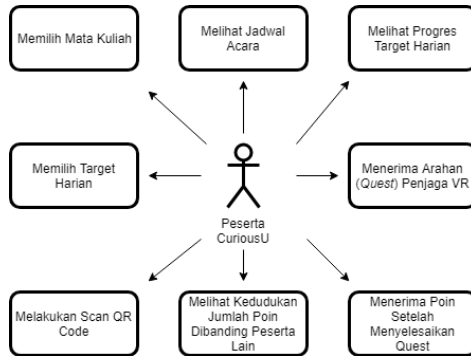 Memilih Mata Kuliah
Melihat Jadwal
Acara
Melihat Progres
Target Harian
Memilih Target
Harian
Menerima Arahan
(Quest) Penjaga VR
Peserta
CuriousU
Melakukan Scan QR
Code
Melihat Kedudukan
Jumlah Poin
Dibanding Peserta
Lain
Menerima Poin
Setelah
Menyelesaikan
Quest